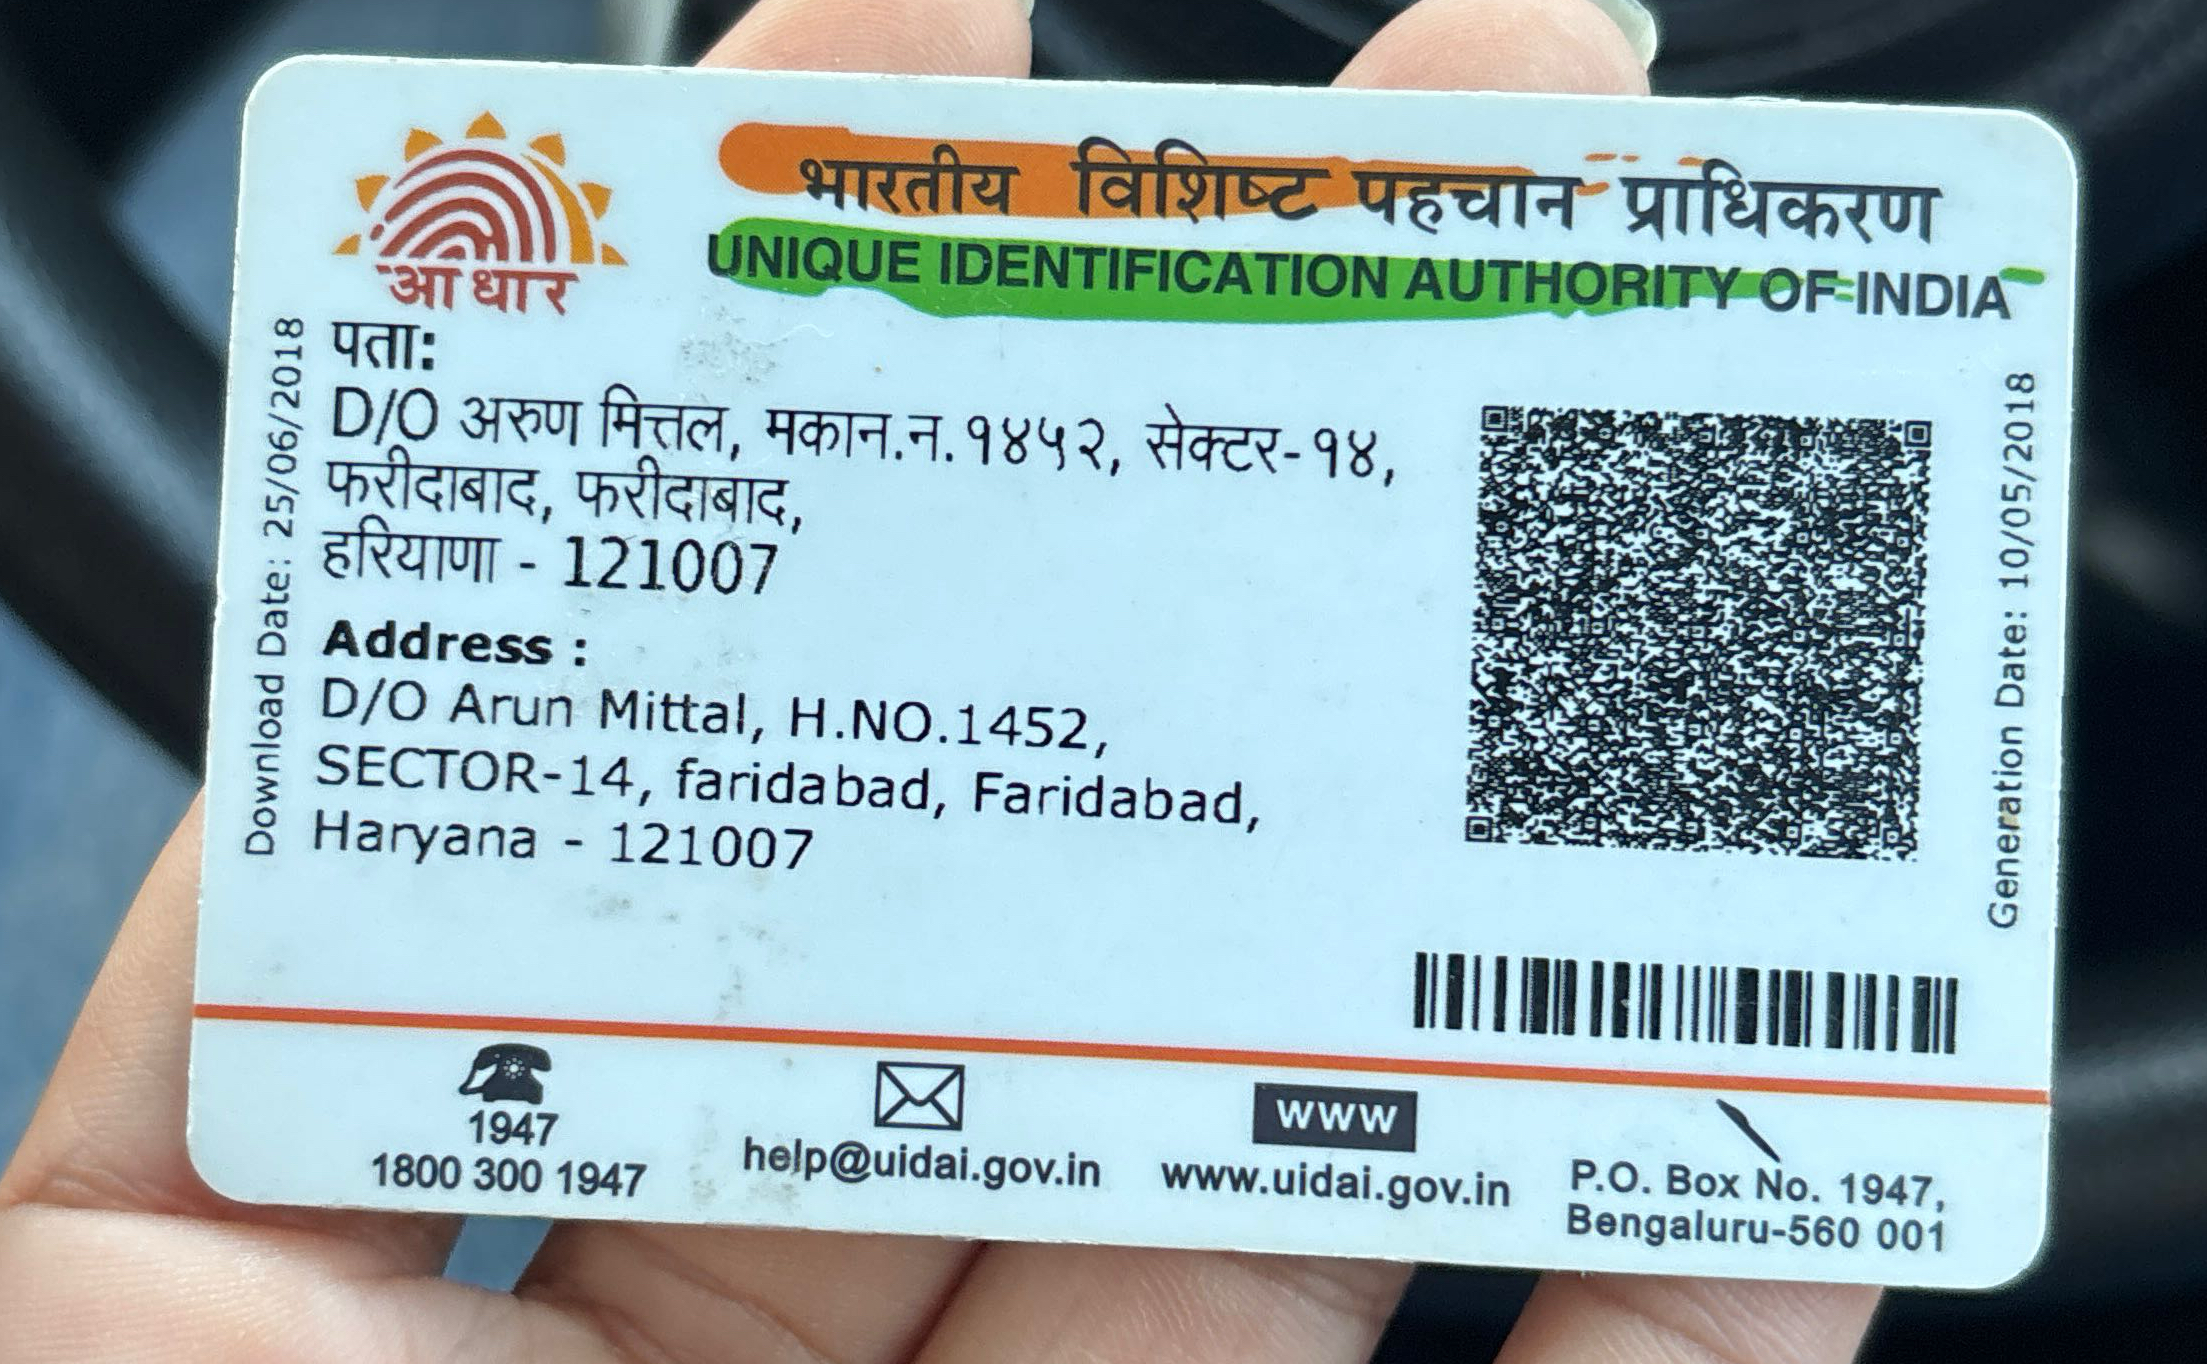 भारतीय विशिष्ट पहचान प्राधिकरण
UNIQUE IDENTIFICATION AUTHORITY OF INDIA
आधार
Download Date: 25/06/2018
पता:
D/O अरुण मित्तल, मकान.न.१४५२, सेक्टर-१४,
फरीदाबाद, फरीदाबाद,
हरियाणा - 121007
Address :
D/O Arun Mittal, H.NO.1452,
SECTOR-14, faridabad, Faridabad,
Haryana - 121007
Generation Date: 10/05/2018
1947
1800 300 1947
help@uidai.gov.in
www
www.uidai.gov.in
P.O. Box No. 1947,
Bengaluru-560 001